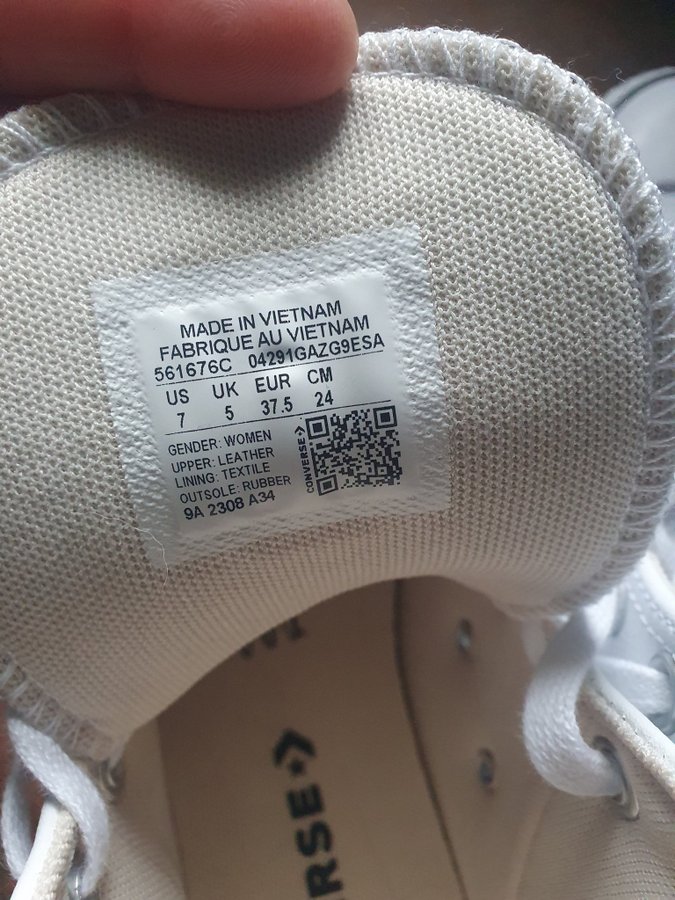 MADE IN VIETNAM
FABRIQUE AU VIETNAM
561676C 04291GAZG9ESA
US UK EUR CM
7 5 37.5 24
GENDER: WOMEN
UPPER: LEATHER
LINING: TEXTILE
OUTSOLE: RUBBER
9A 2308 A34
CONVERSE
ERSE